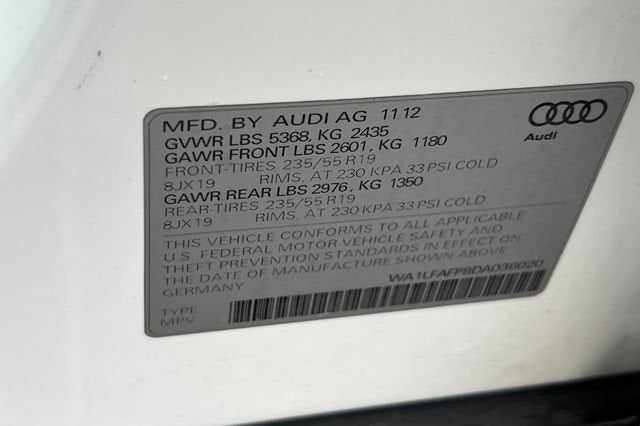 MFD. BY AUDI AG 11 12
GVWR LBS 5368, KG 2435
GAWR FRONT LBS 2601, KG 1180
FRONT-TIRES 235/55 R19
8JX19 RIMS, AT 230 KPA 33 PSI COLD
GAWR REAR LBS 2976, KG 1350
REAR-TIRES 235/55 R19
8JX19 RIMS, AT 230 KPA 33 PSI COLD
THIS VEHICLE CONFORMS TO ALL APPLICABLE
U.S. FEDERAL MOTOR VEHICLE SAFETY AND
THEFT PREVENTION STANDARDS IN EFFECT ON
THE DATE OF MANUFACTURE SHOWN ABOVE
GERMANY
WA1LFAFP8DA036020
TYPE
MPV
Audi